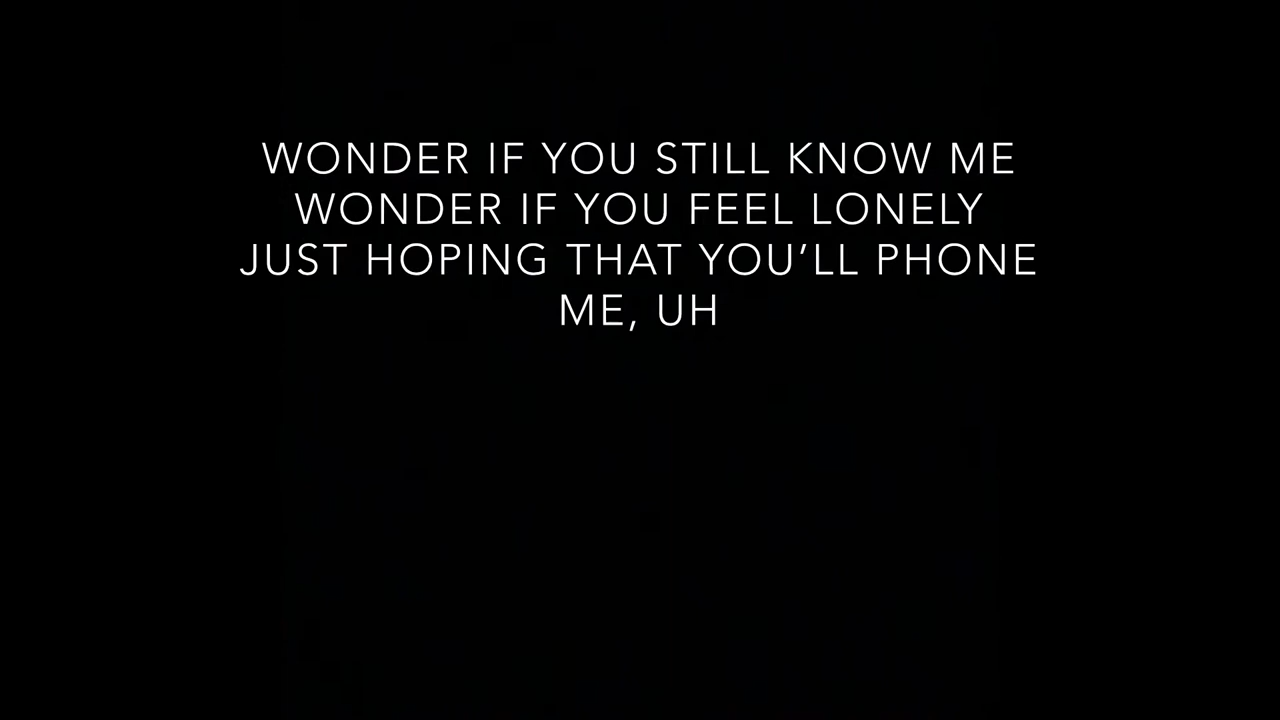 WONDER IF YOU STILL KNOW ME
WONDER IF YOU FEEL LONELY
JUST HOPING THAT YOU’LL PHONE
ME, UH